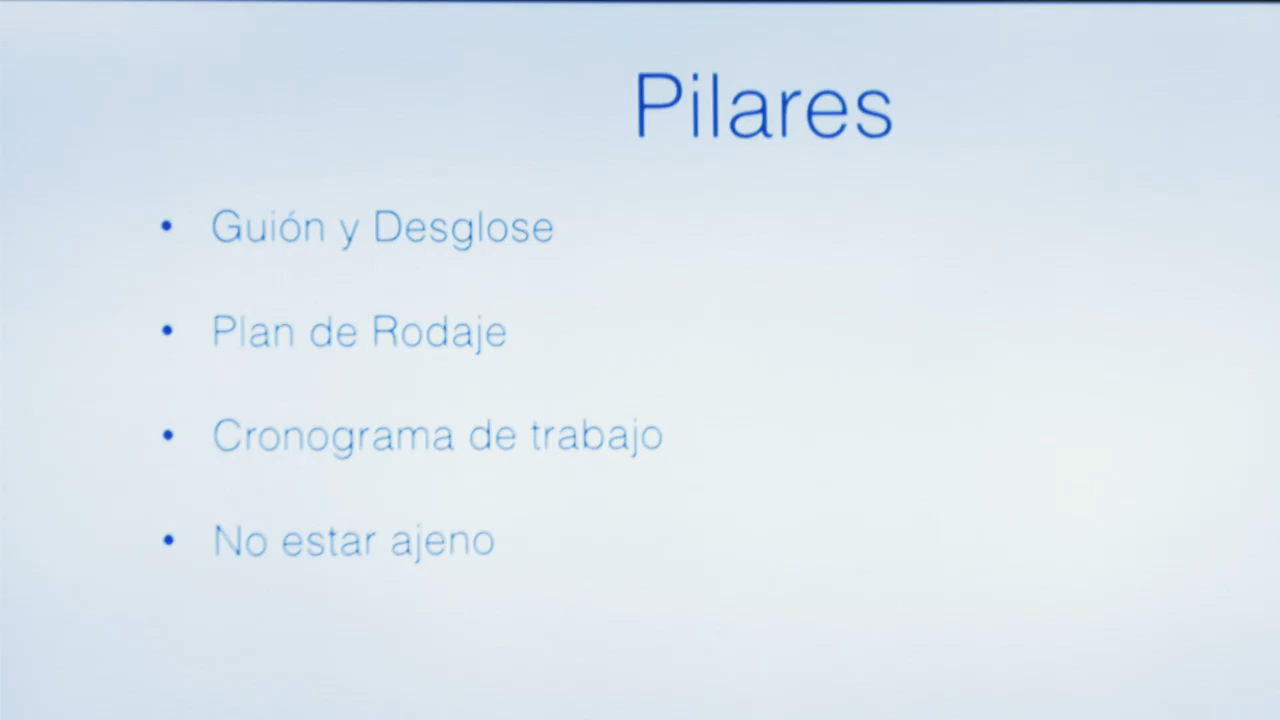 Pilares
• Guión y Desglose
• Plan de Rodaje
• Cronograma de trabajo
• No estar ajeno